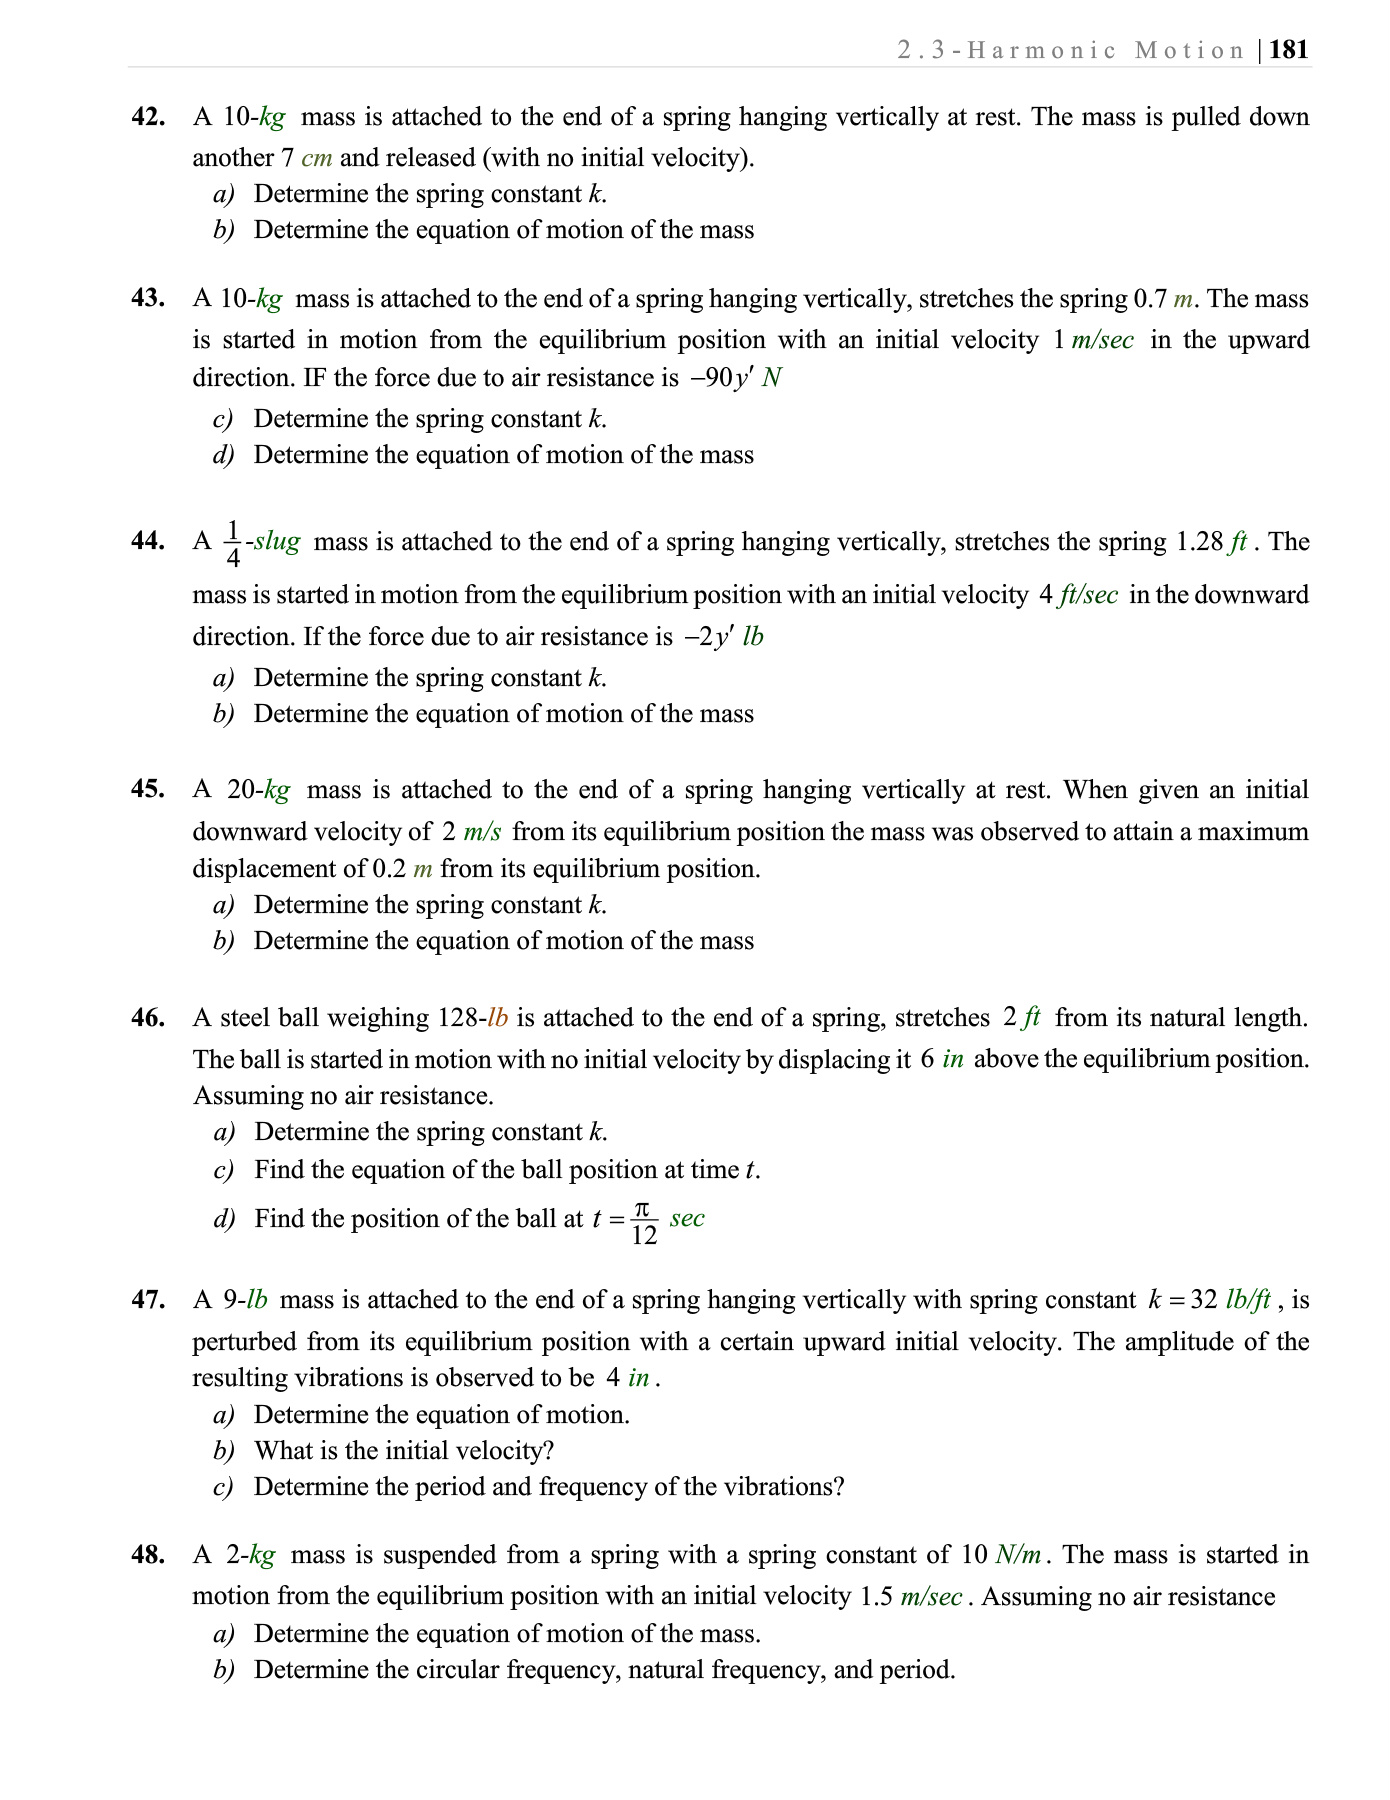 2.3-Harmonic Motion |181
42. A 10-kg mass is attached to the end of a spring hanging vertically at rest. The mass is pulled down
another 7 cm and released (with no initial velocity).
a) Determine the spring constant k.
b) Determine the equation of motion of the mass
43. A 10-kg mass is attached to the end of a spring hanging vertically, stretches the spring 0.7 m. The mass
is started in motion from the equilibrium position with an initial velocity 1 m/sec in the upward
direction. IF the force due to air resistance is −90y′ N
c) Determine the spring constant k.
d) Determine the equation of motion of the mass
44. A 1/4-slug mass is attached to the end of a spring hanging vertically, stretches the spring 1.28 ft . The
mass is started in motion from the equilibrium position with an initial velocity 4 ft/sec in the downward
direction. If the force due to air resistance is −2y′ lb
a) Determine the spring constant k.
b) Determine the equation of motion of the mass
45. A 20-kg mass is attached to the end of a spring hanging vertically at rest. When given an initial
downward velocity of 2 m/s from its equilibrium position the mass was observed to attain a maximum
displacement of 0.2 m from its equilibrium position.
a) Determine the spring constant k.
b) Determine the equation of motion of the mass
46. A steel ball weighing 128-lb is attached to the end of a spring, stretches 2 ft from its natural length.
The ball is started in motion with no initial velocity by displacing it 6 in above the equilibrium position.
Assuming no air resistance.
a) Determine the spring constant k.
c) Find the equation of the ball position at time t.
d) Find the position of the ball at t = π/12 sec
47. A 9-lb mass is attached to the end of a spring hanging vertically with spring constant k = 32 lb/ft , is
perturbed from its equilibrium position with a certain upward initial velocity. The amplitude of the
resulting vibrations is observed to be 4 in .
a) Determine the equation of motion.
b) What is the initial velocity?
c) Determine the period and frequency of the vibrations?
48. A 2-kg mass is suspended from a spring with a spring constant of 10 N/m . The mass is started in
motion from the equilibrium position with an initial velocity 1.5 m/sec . Assuming no air resistance
a) Determine the equation of motion of the mass.
b) Determine the circular frequency, natural frequency, and period.